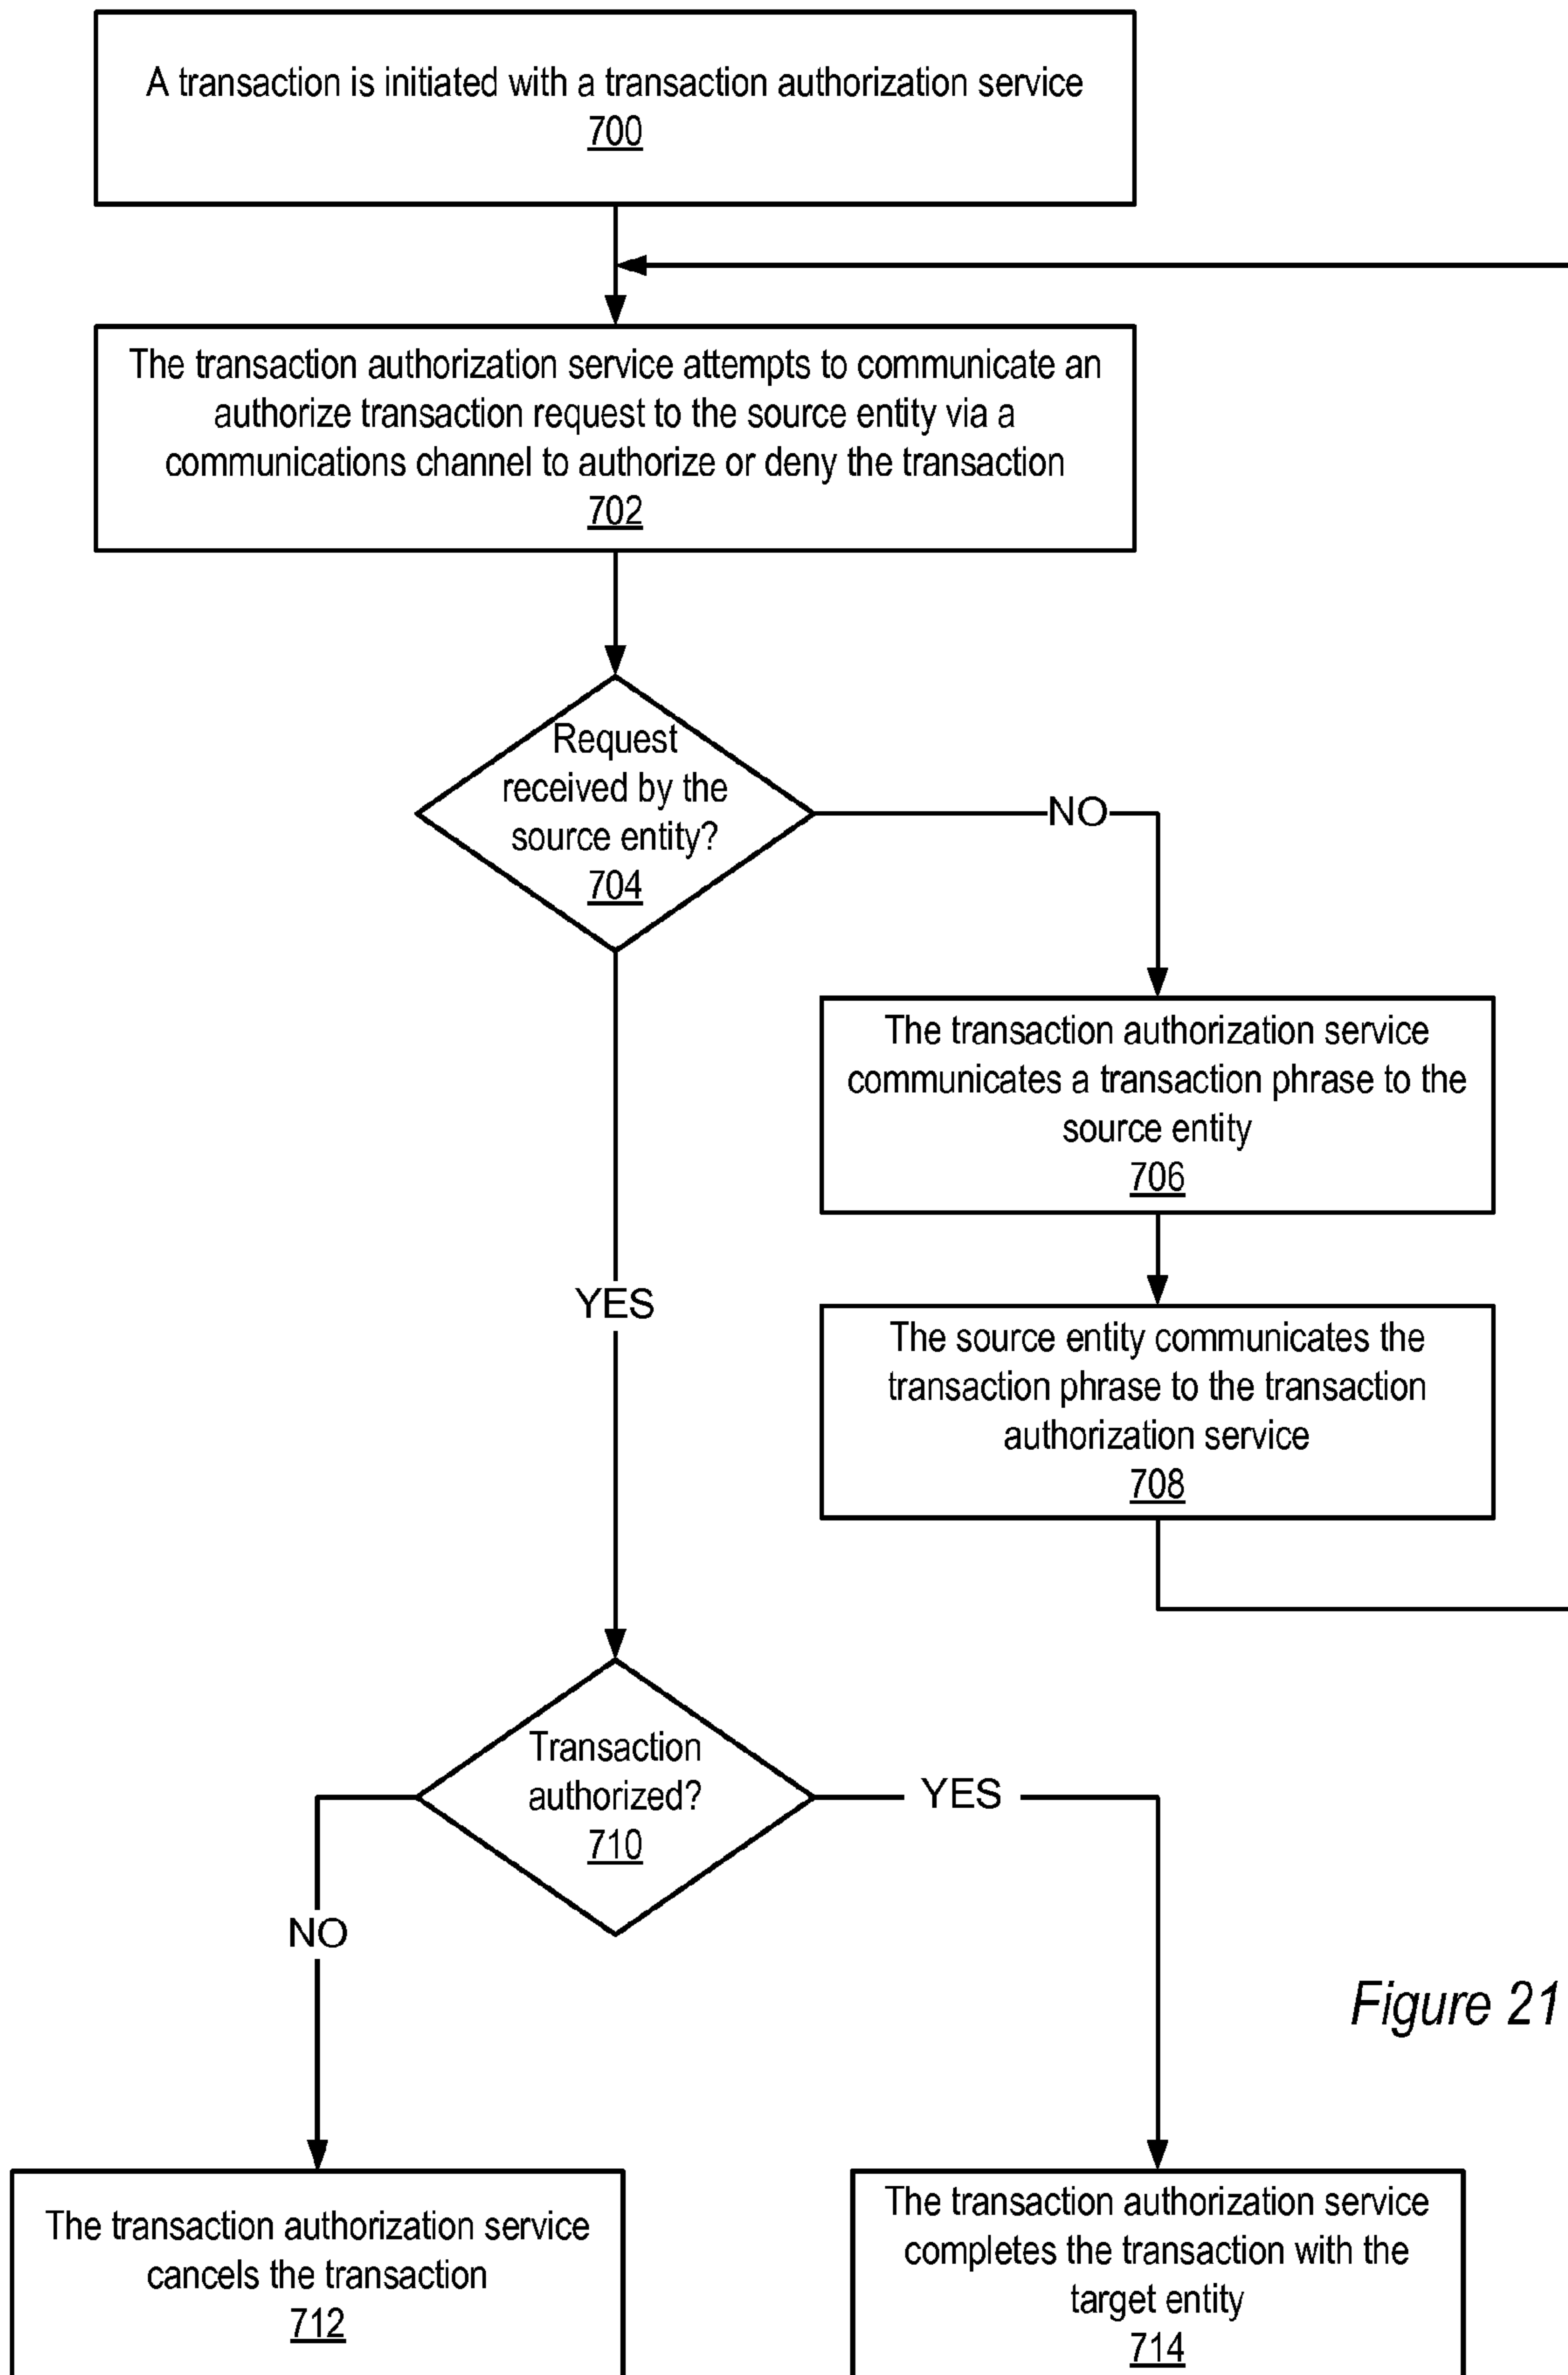 A transaction is initiated with a transaction authorization service
700
The transaction authorization service attempts to communicate an
authorize transaction request to the source entity via a
communications channel to authorize or deny the transaction
702
Request
received by the
source entity?
704
NO
The transaction authorization service
communicates a transaction phrase to the
source entity
706
YES
The source entity communicates the
transaction phrase to the transaction
authorization service
708
Transaction
authorized?
710
YES
NO
Figure 21
The transaction authorization service
cancels the transaction
712
The transaction authorization service
completes the transaction with the
target entity
714